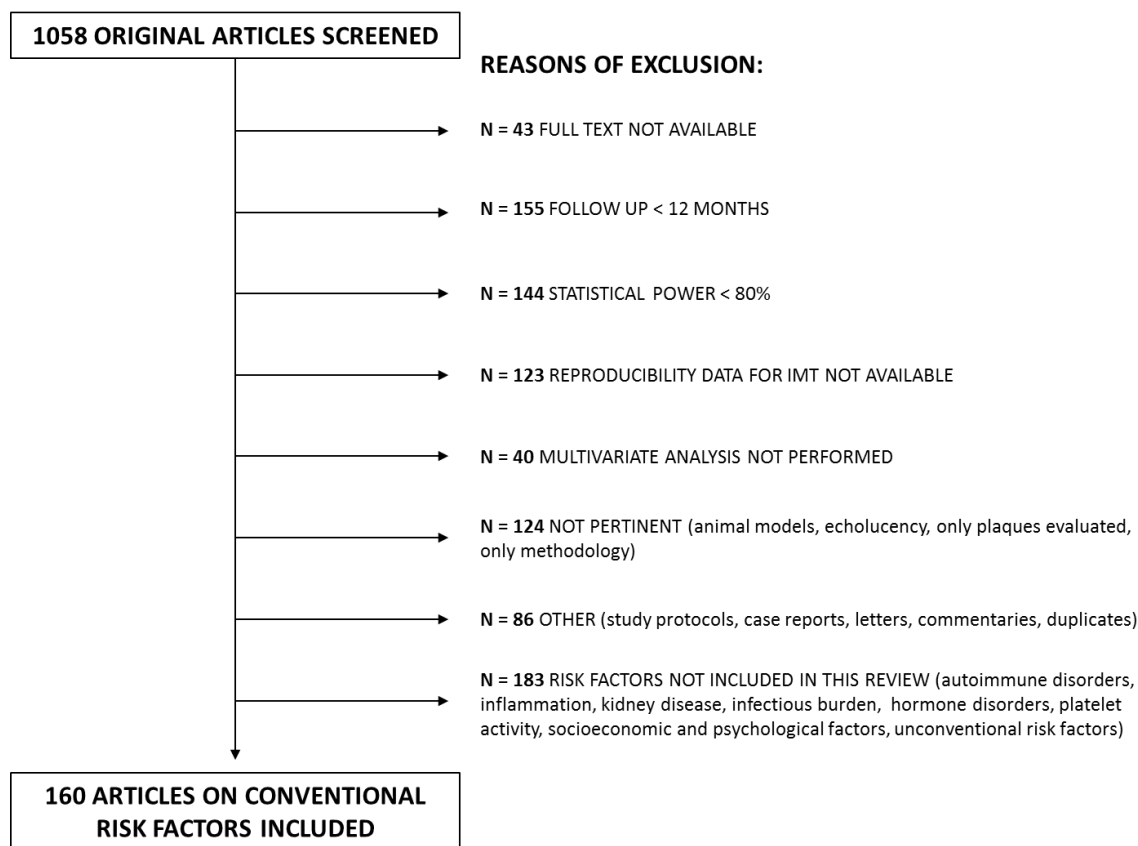 1058 ORIGINAL ARTICLES SCREENED
REASONS OF EXCLUSION:
N = 43 FULL TEXT NOT AVAILABLE
N = 155 FOLLOW UP < 12 MONTHS
N = 144 STATISTICAL POWER < 80%
N = 123 REPRODUCIBILITY DATA FOR IMT NOT AVAILABLE
N = 40 MULTIVARIATE ANALYSIS NOT PERFORMED
N = 124 NOT PERTINENT (animal models, echolucency, only plaques evaluated,
only methodology)
N = 86 OTHER (study protocols, case reports, letters, commentaries, duplicates)
N = 183 RISK FACTORS NOT INCLUDED IN THIS REVIEW (autoimmune disorders,
inflammation, kidney disease, infectious burden, hormone disorders, platelet
activity, socioeconomic and psychological factors, unconventional risk factors)
160 ARTICLES ON CONVENTIONAL
RISK FACTORS INCLUDED